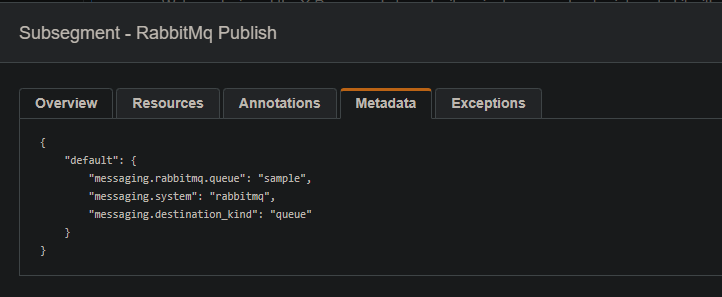 Subsegment - RabbitMq Publish
Overview Resources Annotations Metadata Exceptions
{
"default": {
"messaging.rabbitmq.queue": "sample",
"messaging.system": "rabbitmq",
"messaging.destination_kind": "queue"
}
}